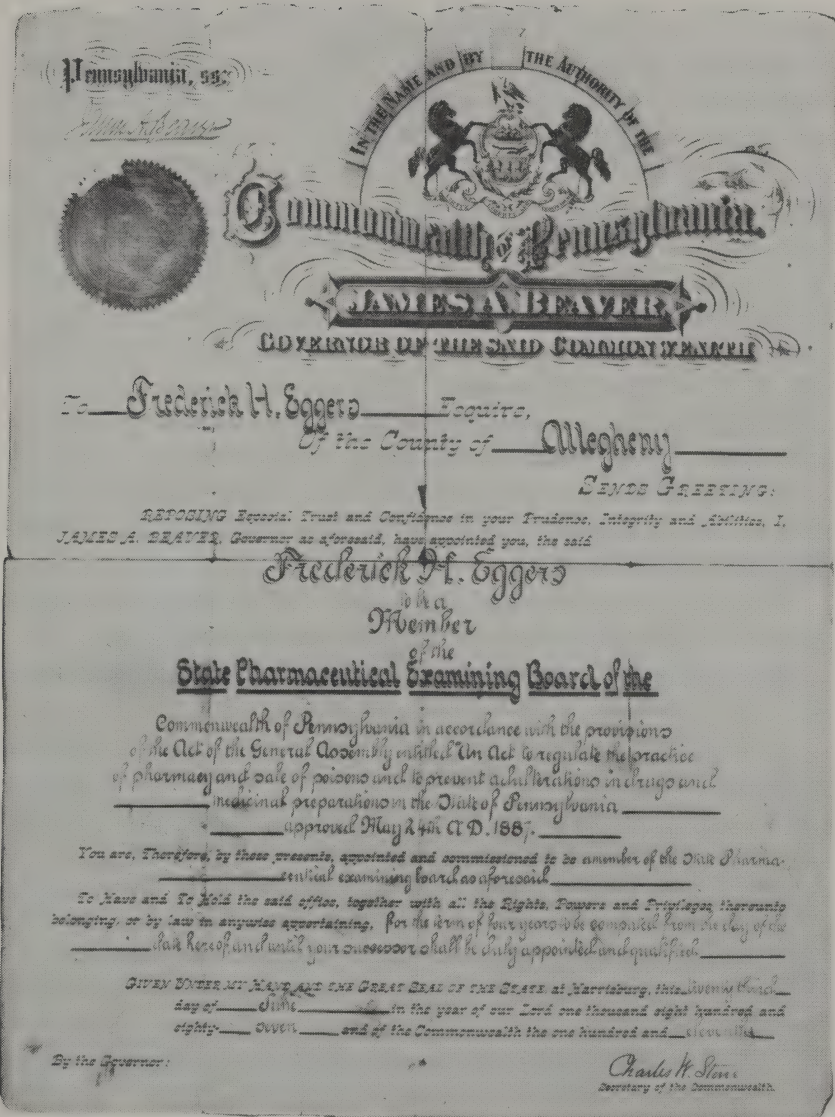 Pennsylvania, ss:
James A. Beaver
IN THE NAME AND BY THE AUTHORITY OF THE
Commonwealth of Pennsylvania.
JAMES A. BEAVER
GOVERNOR OF THE SAID COMMONWEALTH
To Frederick H. Eggers Esquire,
Of the County of Allegheny
SENDS GREETING:
REPOSING Especial Trust and Confidence in your Prudence, Integrity and Abilities, I,
JAMES A. BEAVER, Governor as aforesaid, have appointed you, the said
Frederick H. Eggers
to be a
Member
of the
State Pharmaceutical Examining Board of the
Commonwealth of Pennsylvania in accordance with the provisions
of the Act of the General Assembly entitled "An Act to regulate the practice
of pharmacy and sale of poisons and to prevent adulterations in drugs and
medicinal preparations in the State of Pennsylvania
approved May 24th A.D. 1887.
You are, Therefore, by these presents, appointed and commissioned to be a member of the State Pharma-
ceutical examining board as aforesaid
To Have and To Hold the said office, together with all the Rights, Powers and Privileges thereunto
belonging, or by law in anywise appertaining, for the term of four years to be computed from the day of the
date hereof and until your successor shall be duly appointed and qualified
GIVEN UNDER MY HAND AND THE GREAT SEAL OF THE STATE at Harrisburg, this twenty
day of June in the year of our Lord one thousand eight hundred and
eighty-seven and of the Commonwealth the one hundred and eleventh
By the Governor:
Charles W. Stone
Secretary of the Commonwealth.